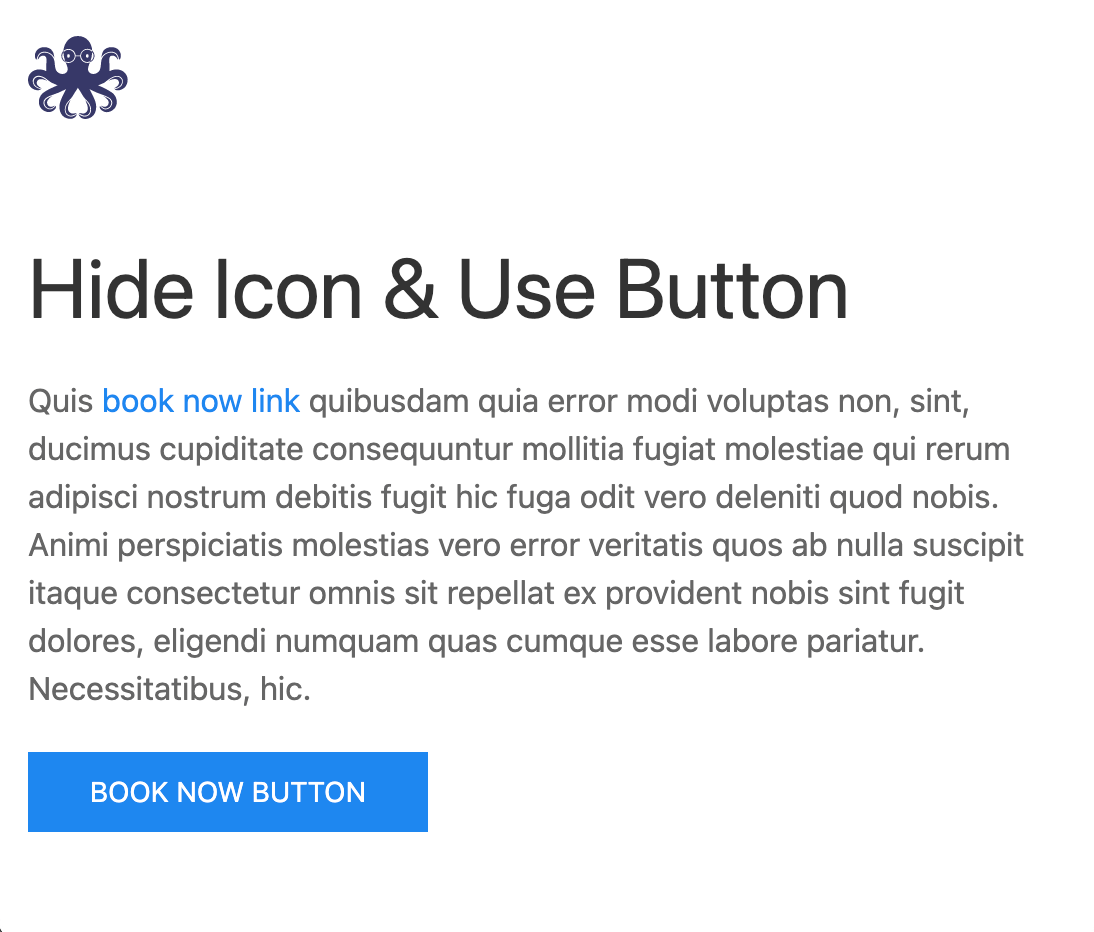 Hide Icon & Use Button
Quis book now link quibusdam quia error modi voluptas non, sint,
ducimus cupiditate consequuntur mollitia fugiat molestiae qui rerum
adipisci nostrum debitis fugit hic fuga odit vero deleniti quod nobis.
Animi perspiciatis molestias vero error veritatis quos ab nulla suscipit
itaque consectetur omnis sit repellat ex provident nobis sint fugit
dolores, eligendi numquam quas cumque esse labore pariatur.
Necessitatibus, hic.
BOOK NOW BUTTON